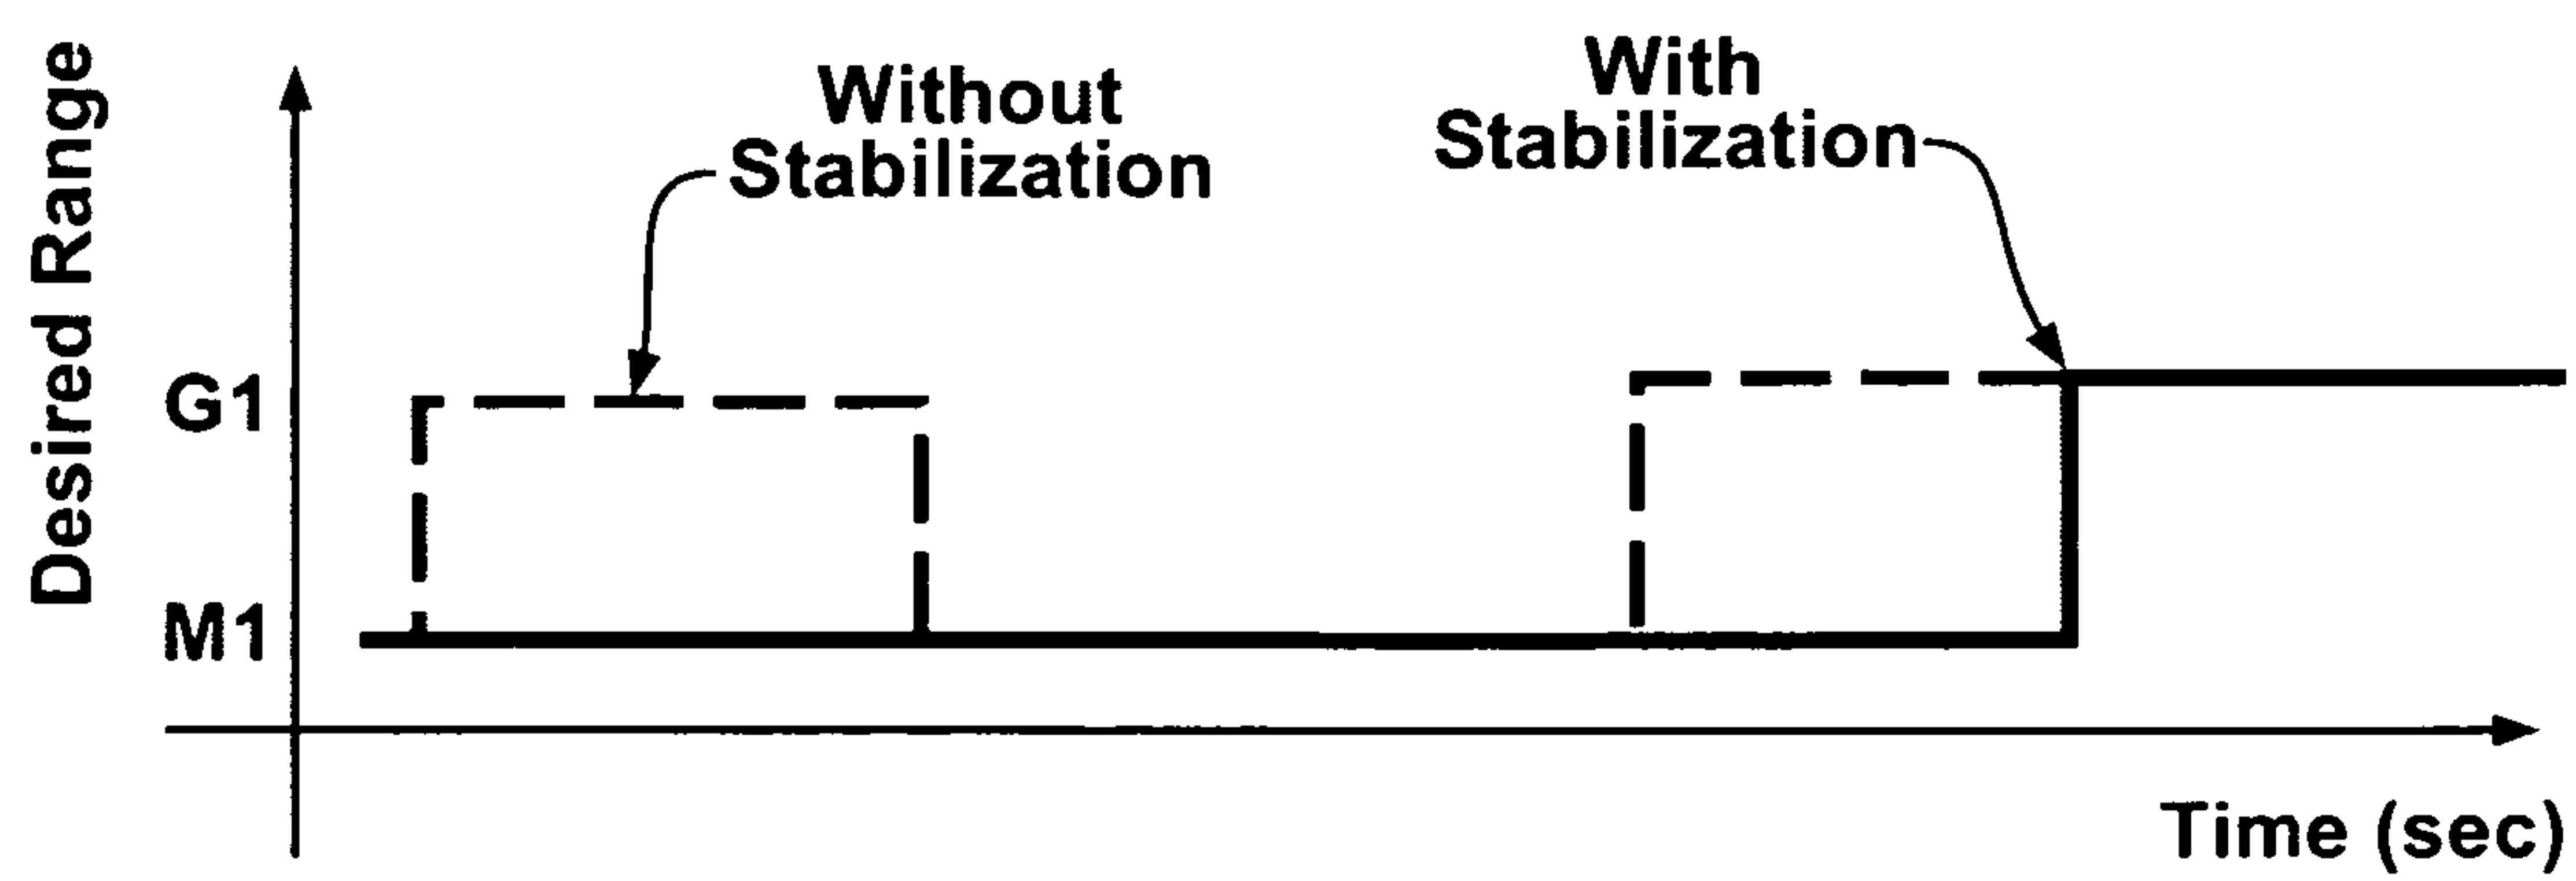 Desired Range
Without
Stabilization
With
Stabilization
G1
M1
Time (sec)